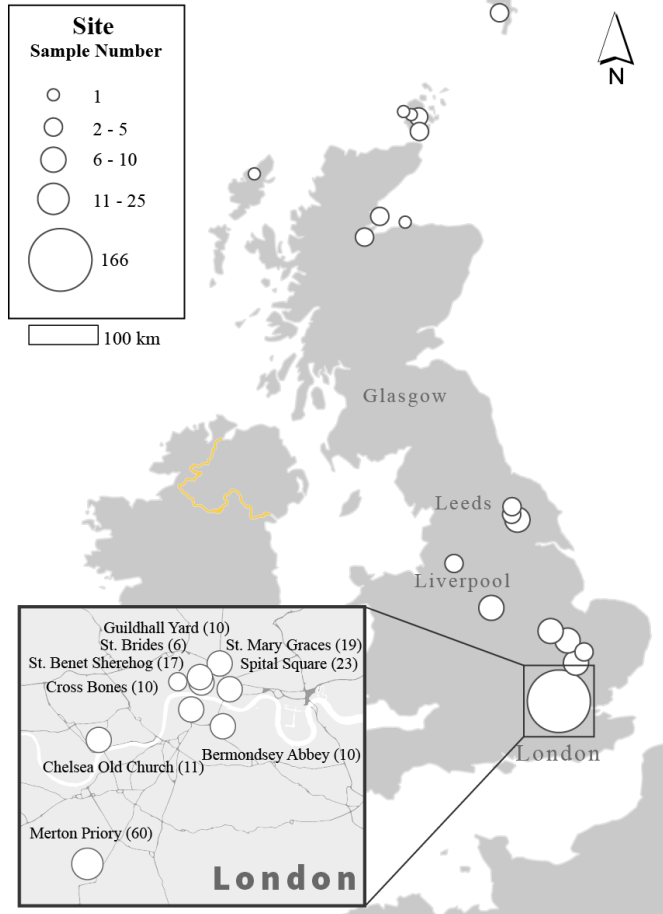 Site
Sample Number
1
2 - 5
6 - 10
11 - 25
166
100 km
N
Glasgow
Leeds
Liverpool
London
Guildhall Yard (10)
St. Brides (6)
St. Mary Graces (19)
St. Benet Sherehog (17)
Spital Square (23)
Cross Bones (10)
Bermondsey Abbey (10)
Chelsea Old Church (11)
Merton Priory (60)
London